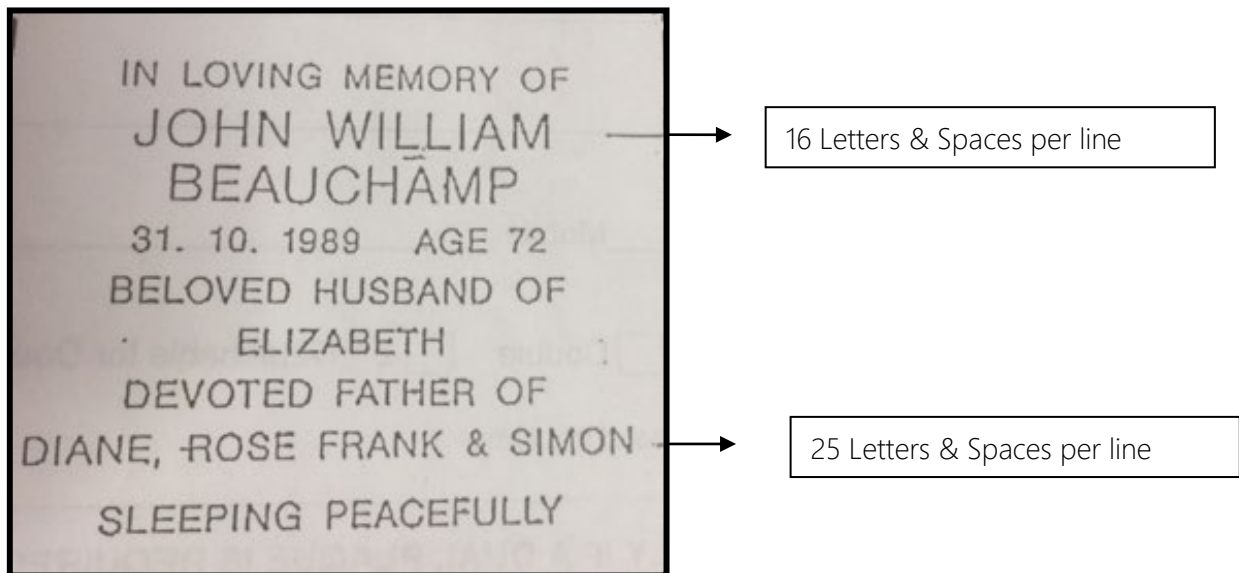 IN LOVING MEMORY OF
JOHN WILLIAM
BEAUCHAMP
31. 10. 1989 AGE 72
BELOVED HUSBAND OF
ELIZABETH
DEVOTED FATHER OF
DIANE, ROSE FRANK & SIMON
SLEEPING PEACEFULLY
16 Letters & Spaces per line
25 Letters & Spaces per line